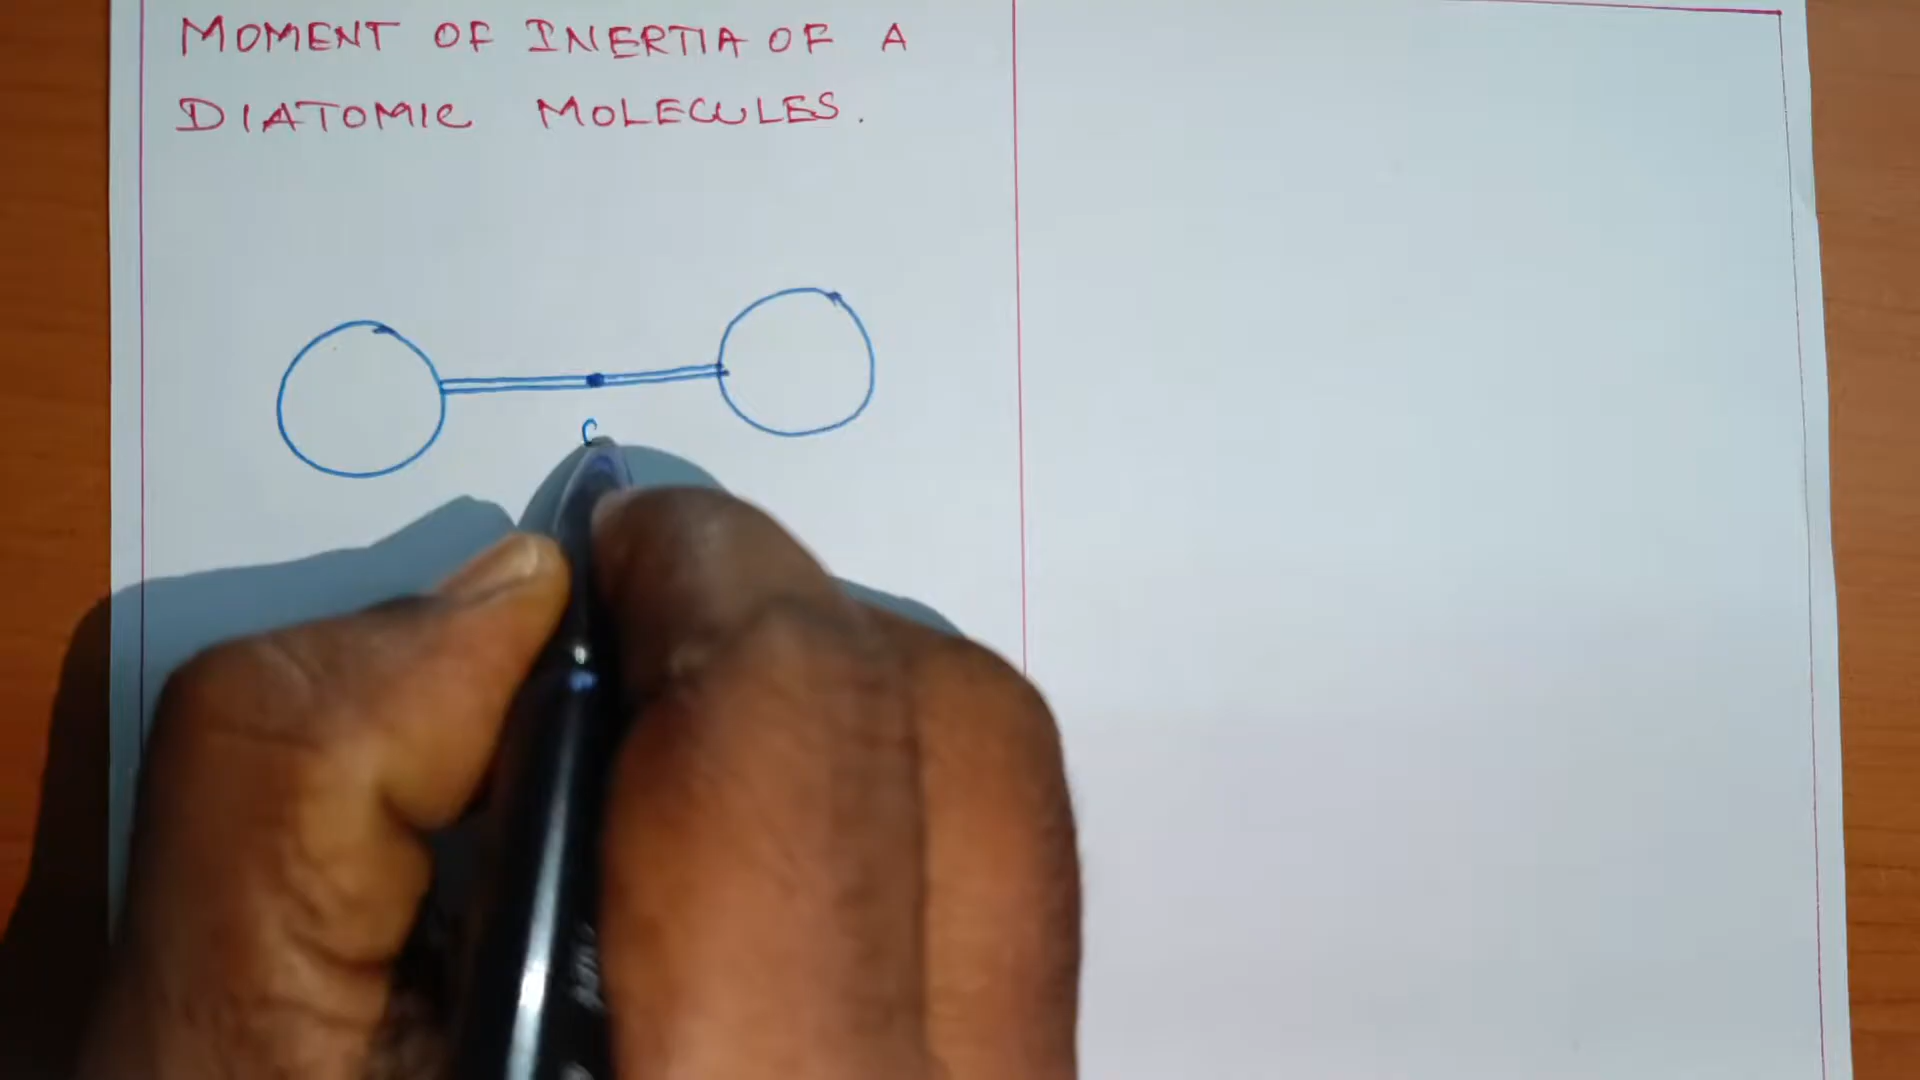 MOMENT OF INERTIA OF A
DIATOMIC MOLECULES.
C